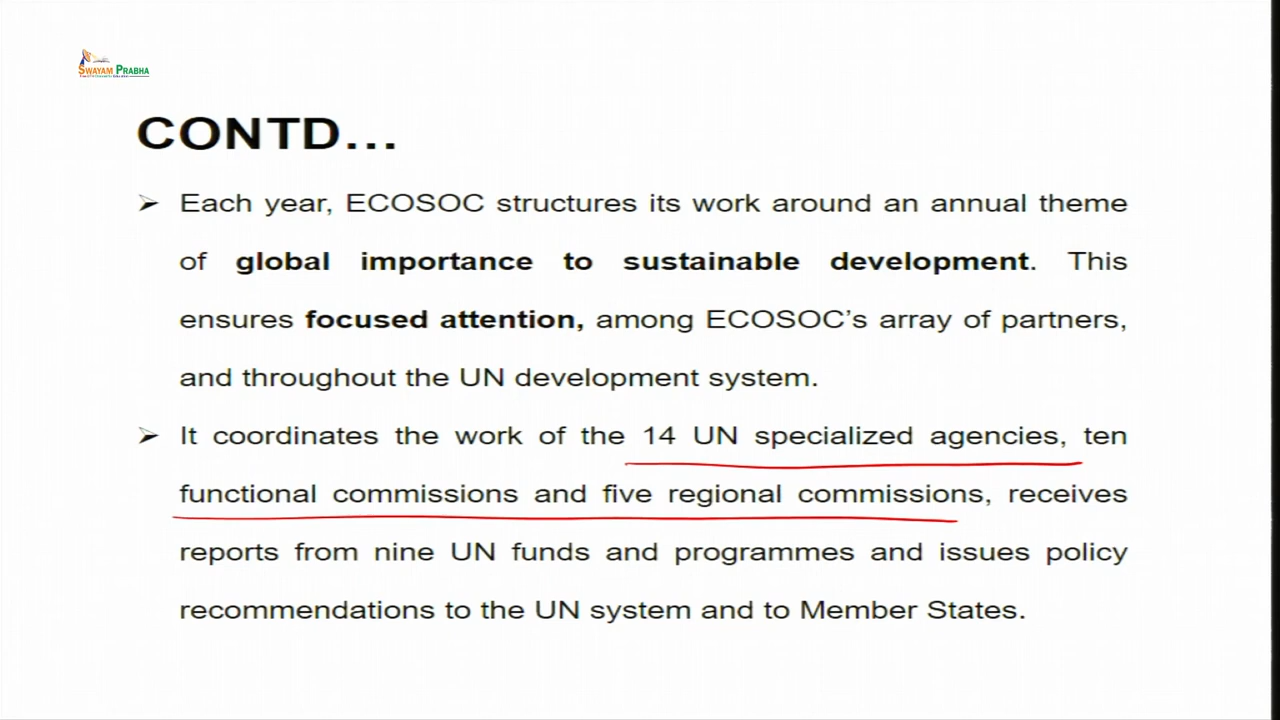 SWAYAM PRABHA
CONTD...
➢ Each year, ECOSOC structures its work around an annual theme
of global importance to sustainable development. This
ensures focused attention, among ECOSOC’s array of partners,
and throughout the UN development system.
➢ It coordinates the work of the 14 UN specialized agencies, ten
functional commissions and five regional commissions, receives
reports from nine UN funds and programmes and issues policy
recommendations to the UN system and to Member States.